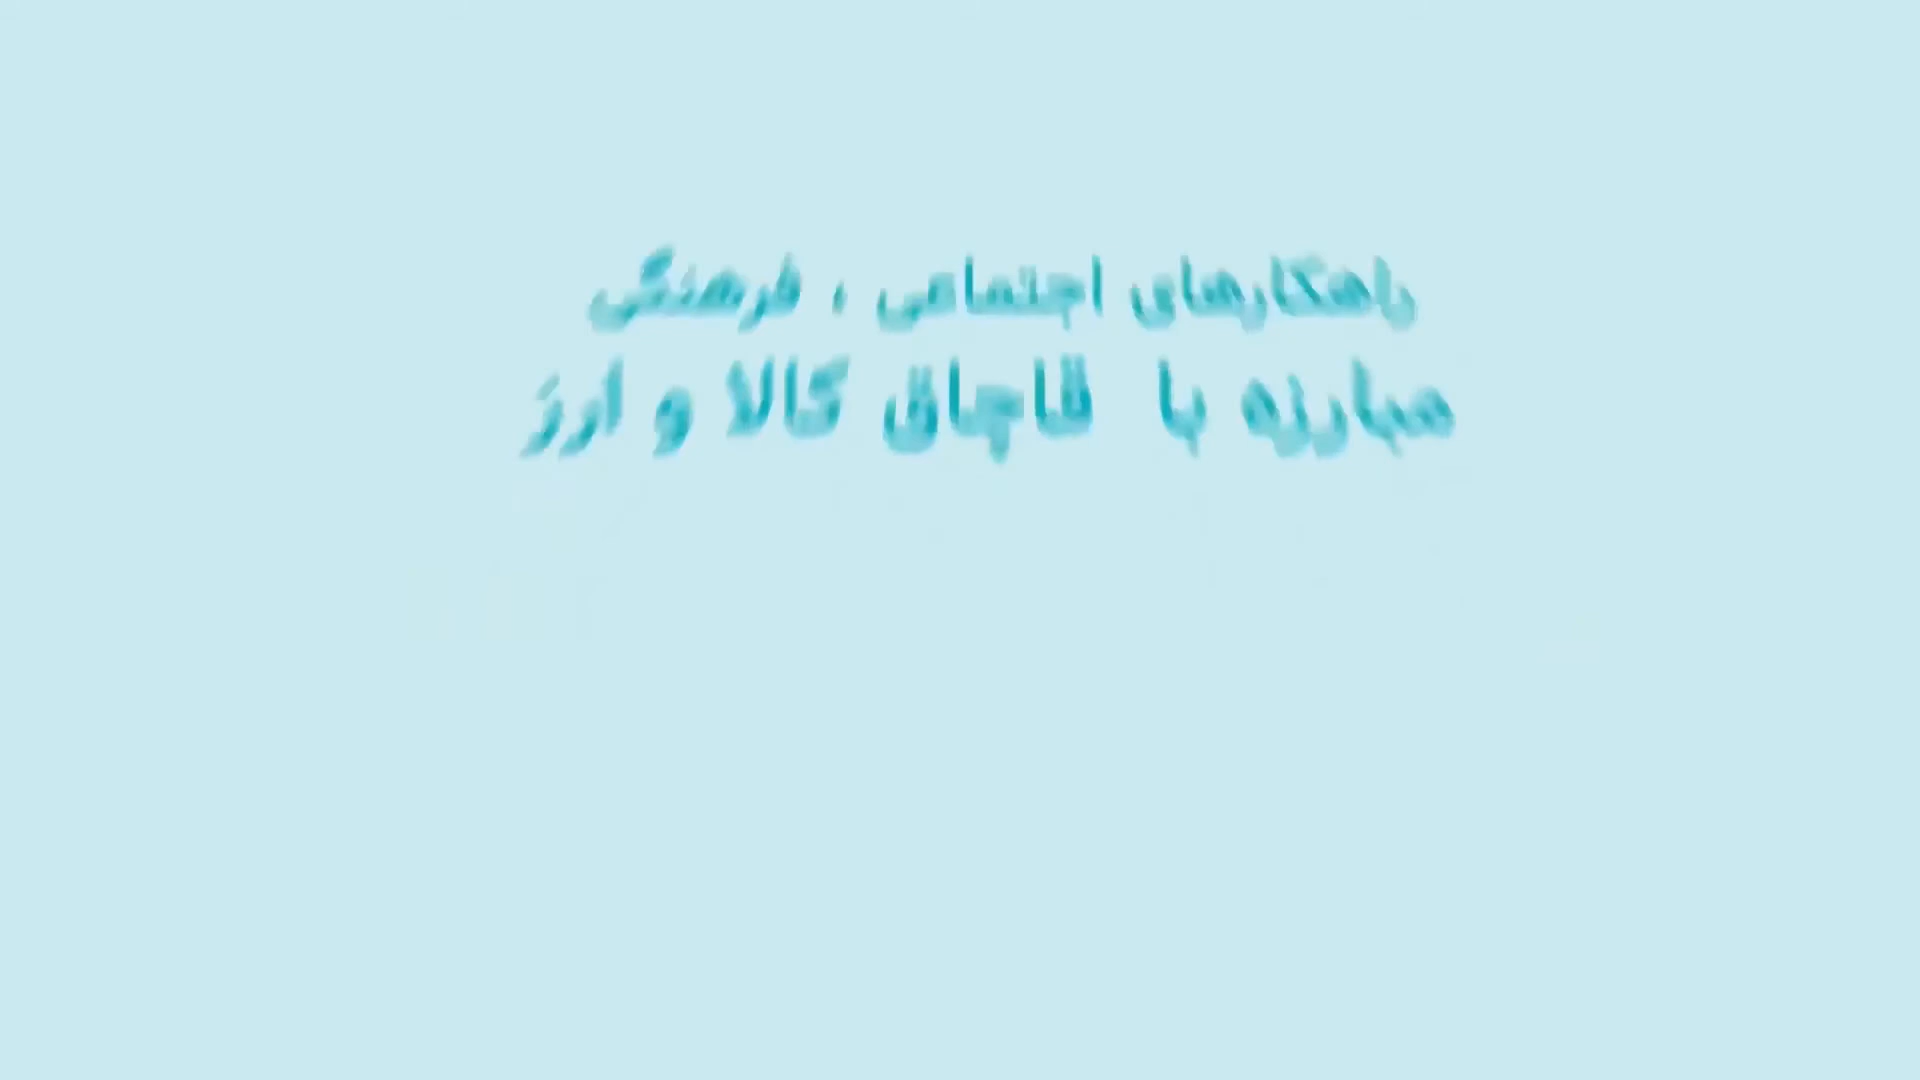 راهکارهای اجتماعی ، فرهنگی
مبارزه با قاچاق کالا و ارز